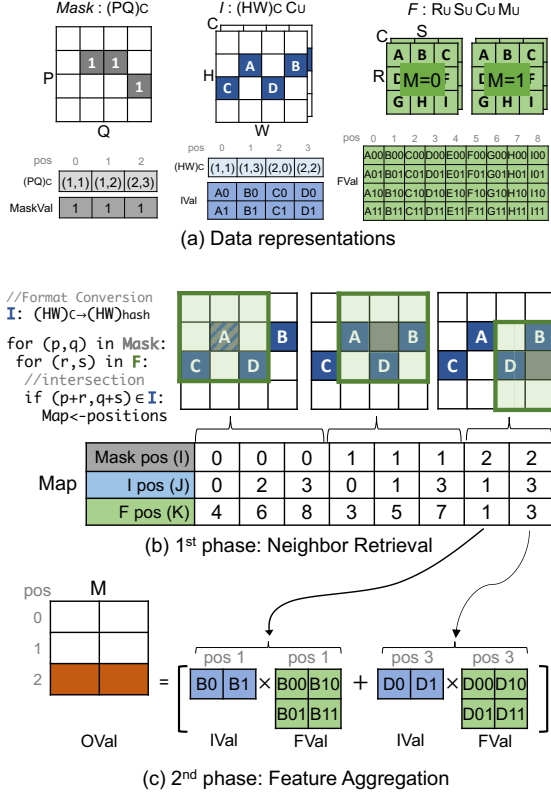 Mask : (PQ)C
I : (HW)C CU
F : RU SU CU MU
P
1 1
1
Q
C
H
A B
C D
W
C S
R
A B C
D F
G H I
M=0
A B C
D F
G H I
M=1
pos 0 1 2
(PQ)C (1,1) (1,2) (2,3)
MaskVal 1 1 1
0 1 2 3
(HW)C (1,1) (1,3) (2,0) (2,2)
IVal A0 B0 C0 D0
A1 B1 C1 D1
pos 0 1 2 3 4 5 6 7 8
FVal A00 B00 C00 D00 E00 F00 G00 H00 I00
A01 B01 C01 D01 E01 F01 G01 H01 I01
A10 B10 C10 D10 E10 F10 G10 H10 I10
A11 B11 C11 D11 E11 F11 G11 H11 I11
(a) Data representations
//Format Conversion
I: (HW)C→(HW)hash
for (p,q) in Mask:
for (r,s) in F:
//intersection
if (p+r,q+s) ∈ I:
Map<-positions
A B
C D
A B
C D
A B
C D
Map
Mask pos (I) 0 0 0 1 1 1 2 2
I pos (J) 0 2 3 0 1 3 1 3
F pos (K) 4 6 8 3 5 7 1 3
(b) 1st phase: Neighbor Retrieval
pos M
0
1
2
OVal
=
pos 1 pos 1
B0 B1 × B00 B10
B01 B11
IVal FVal
+
pos 3 pos 3
D0 D1 × D00 D10
D01 D11
IVal FVal
(c) 2nd phase: Feature Aggregation